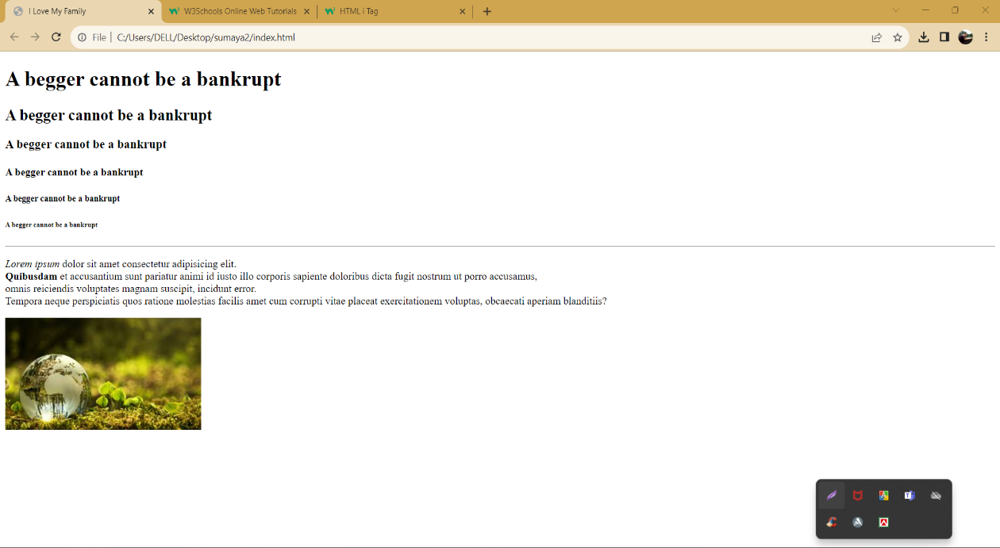 I Love My Family
W3Schools Online Web Tutorials
HTML i Tag
File | C:/Users/DELL/Desktop/sumaya2/index.html
A begger cannot be a bankrupt
A begger cannot be a bankrupt
A begger cannot be a bankrupt
A begger cannot be a bankrupt
A begger cannot be a bankrupt
A begger cannot be a bankrupt
Lorem ipsum dolor sit amet consectetur adipisicing elit.
Quibusdam et accusantium sunt pariatur animi id iusto illo corporis sapiente doloribus dicta fugit nostrum ut porro accusamus,
omnis reiciendis voluptates magnam suscipit, incidunt error.
Tempora neque perspiciatis quos ratione molestias facilis amet cum corrupti vitae placeat exercitationem voluptas, obcaecati aperiam blanditiis?